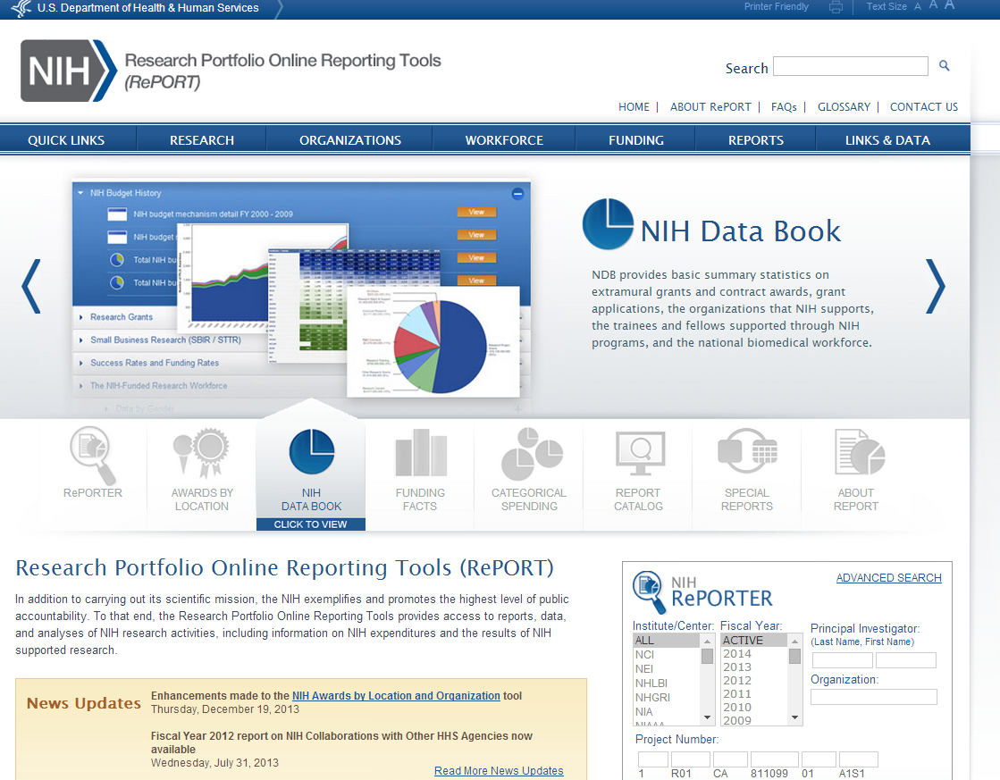 U.S. Department of Health & Human Services
Printer Friendly
Text Size A A A
NIH
Research Portfolio Online Reporting Tools
(RePORT)
Search
HOME | ABOUT RePORT | FAQs | GLOSSARY | CONTACT US
QUICK LINKS RESEARCH ORGANIZATIONS WORKFORCE FUNDING REPORTS LINKS & DATA
NIH Budget History
NIH budget mechanism detail FY 2000 - 2009 View
NIH budget View
Total NIH bu View
Total NIH bu View
Research Grants
Small Business Research (SBIR / STTR)
Success Rates and Funding Rates
The NIH-Funded Research Workforce
Data by Gender
NIH Data Book
NDB provides basic summary statistics on
extramural grants and contract awards, grant
applications, the organizations that NIH supports,
the trainees and fellows supported through NIH
programs, and the national biomedical workforce.
RePORTER
AWARDS BY
LOCATION
NIH
DATA BOOK
CLICK TO VIEW
FUNDING
FACTS
CATEGORICAL
SPENDING
REPORT
CATALOG
SPECIAL
REPORTS
ABOUT
REPORT
Research Portfolio Online Reporting Tools (RePORT)
In addition to carrying out its scientific mission, the NIH exemplifies and promotes the highest level of public
accountability. To that end, the Research Portfolio Online Reporting Tools provides access to reports, data,
and analyses of NIH research activities, including information on NIH expenditures and the results of NIH
supported research.
News Updates
Enhancements made to the NIH Awards by Location and Organization tool
Thursday, December 19, 2013
Fiscal Year 2012 report on NIH Collaborations with Other HHS Agencies now
available
Wednesday, July 31, 2013
Read More News Updates
NIH
RePORTER
ADVANCED SEARCH
Institute/Center:
ALL
NCI
NEI
NHLBI
NHGRI
NIA
NIAAA
Fiscal Year:
ACTIVE
2014
2013
2012
2011
2010
2009
Principal Investigator:
(Last Name, First Name)
Organization:
Project Number:
1 R01 CA 811099 01 A1S1